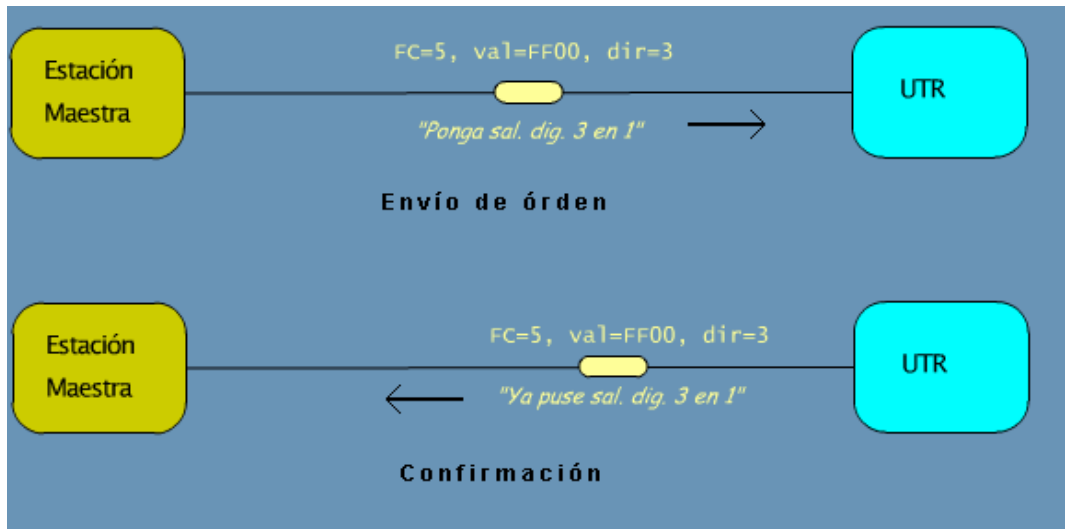 FC=5, val=FF00, dir=3
Estación
Maestra
UTR
"Ponga sal. dig. 3 en 1"
Envío de órden
FC=5, val=FF00, dir=3
Estación
Maestra
UTR
"Ya puse sal. dig. 3 en 1"
Confirmación